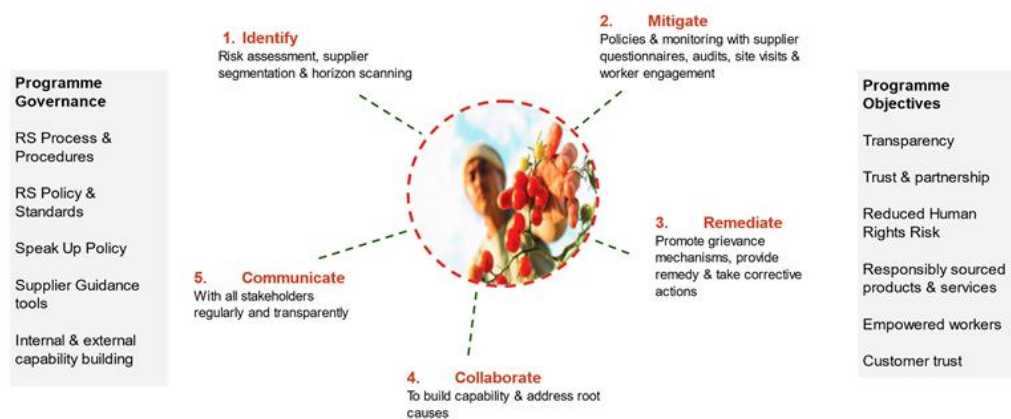 Programme
Governance
RS Process &
Procedures
RS Policy &
Standards
Speak Up Policy
Supplier Guidance
tools
Internal & external
capability building
1. Identify
Risk assessment, supplier
segmentation & horizon scanning
2. Mitigate
Policies & monitoring with supplier
questionnaires, audits, site visits &
worker engagement
3. Remediate
Promote grievance
mechanisms, provide
remedy & take corrective
actions
4. Collaborate
To build capability & address root
causes
5. Communicate
With all stakeholders
regularly and transparently
Programme
Objectives
Transparency
Trust & partnership
Reduced Human
Rights Risk
Responsibly sourced
products & services
Empowered workers
Customer trust